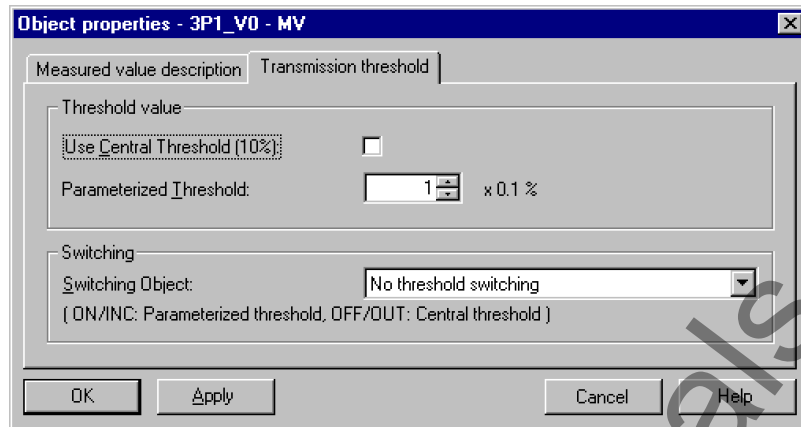 Object properties - 3P1_V0 - MV
Measured value description
Transmission threshold
Threshold value
Use Central Threshold (10%):
Parameterized Threshold: 1 x 0.1 %
Switching
Switching Object: No threshold switching
( ON/INC: Parameterized threshold, OFF/OUT: Central threshold )
OK Apply Cancel Help